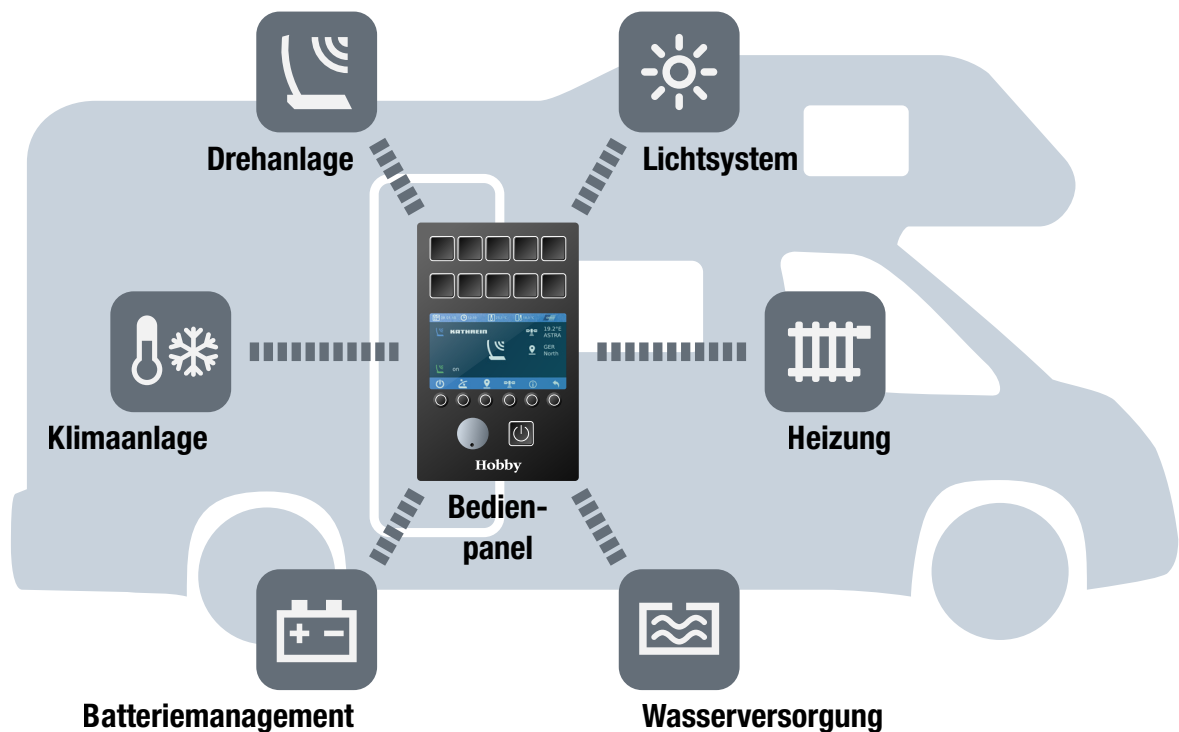 Drehanlage
Lichtsystem
KATHREIN
19.2°E
ASTRA
GER
North
Klimaanlage
Heizung
Hobby
Bedien-
panel
Batteriemanagement
Wasserversorgung